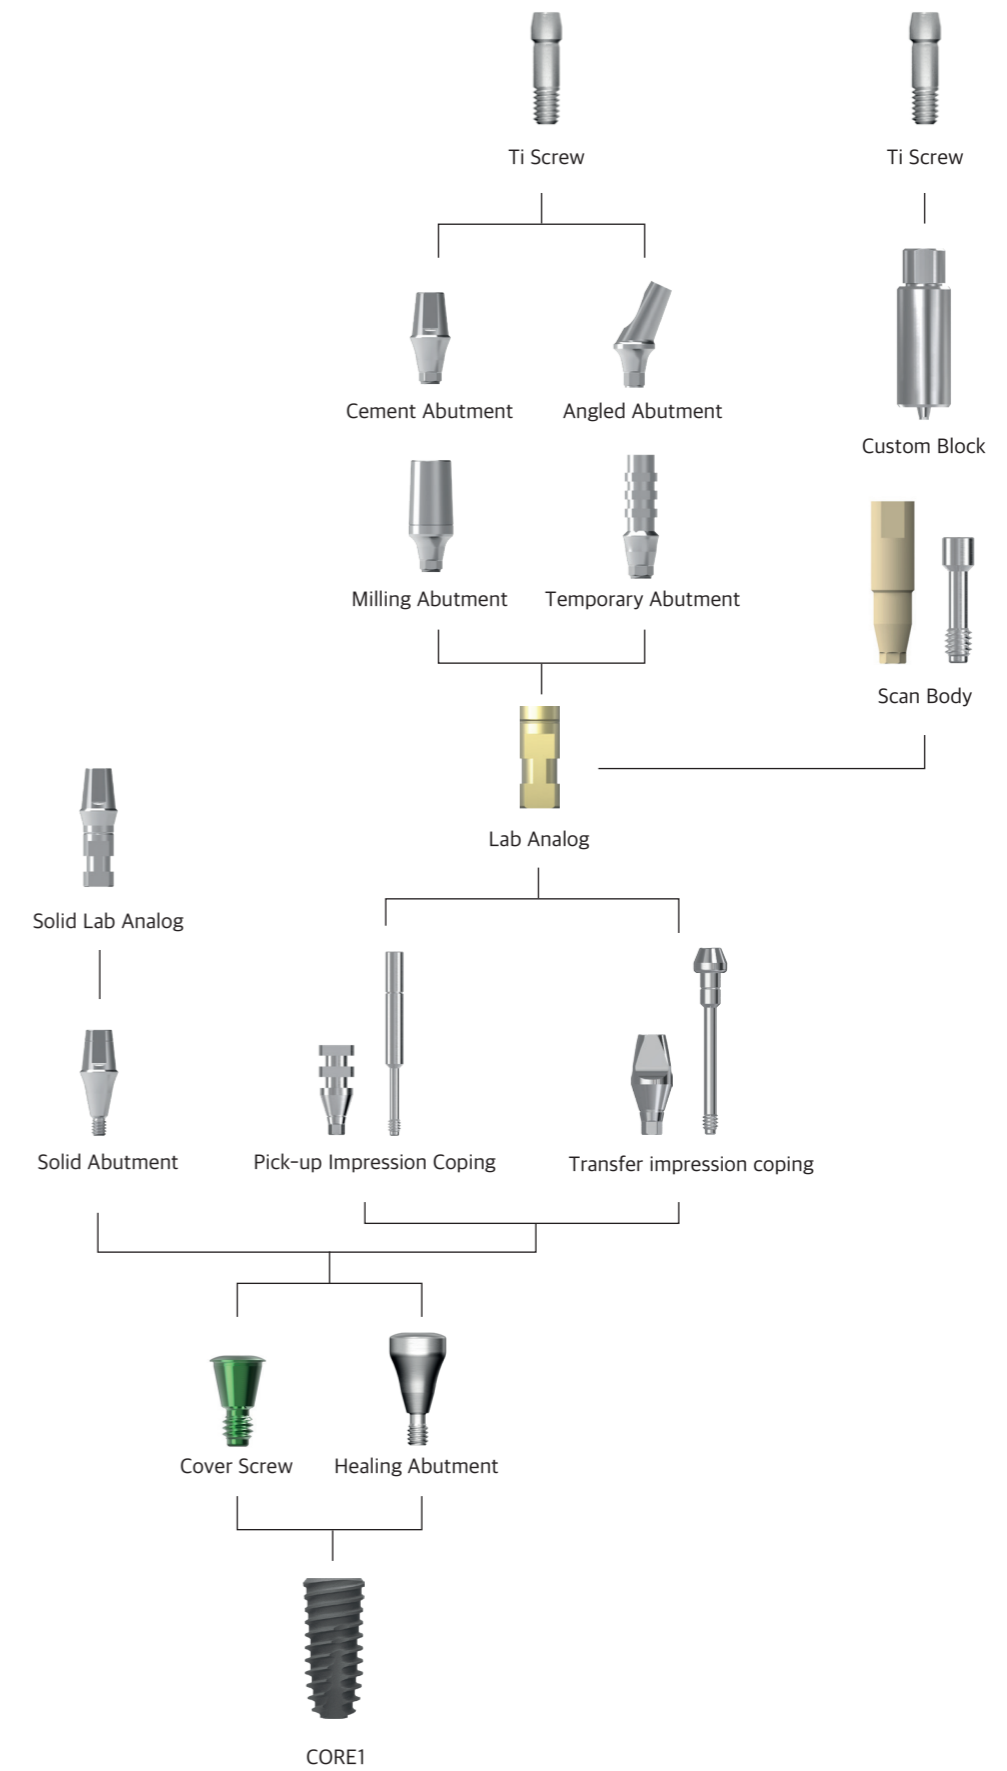 Ti Screw
Ti Screw
Cement Abutment
Angled Abutment
Custom Block
Milling Abutment
Temporary Abutment
Scan Body
Lab Analog
Solid Lab Analog
Solid Abutment
Pick-up Impression Coping
Transfer impression coping
Cover Screw
Healing Abutment
CORE1